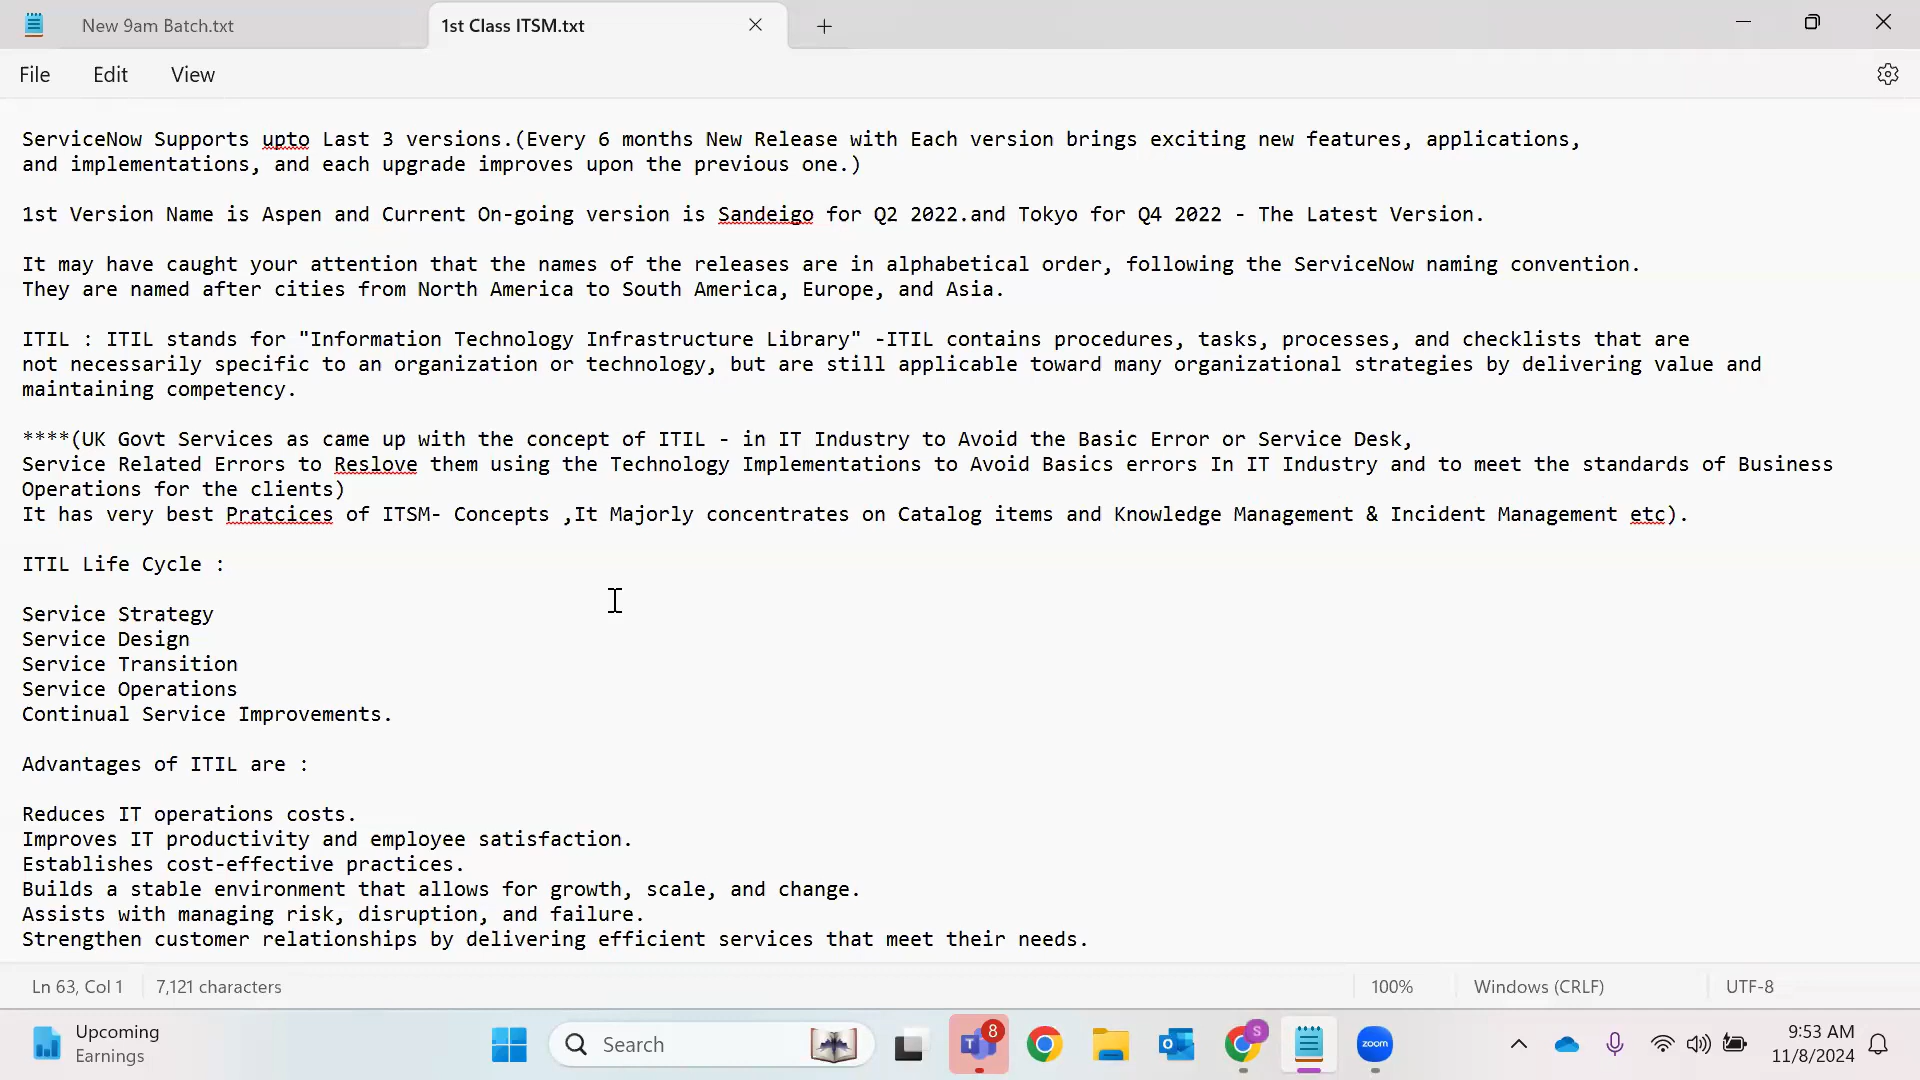 New 9am Batch.txt
1st Class ITSM.txt
File Edit View
ServiceNow Supports upto Last 3 versions.(Every 6 months New Release with Each version brings exciting new features, applications,
and implementations, and each upgrade improves upon the previous one.)
1st Version Name is Aspen and Current On-going version is Sandeigo for Q2 2022.and Tokyo for Q4 2022 - The Latest Version.
It may have caught your attention that the names of the releases are in alphabetical order, following the ServiceNow naming convention.
They are named after cities from North America to South America, Europe, and Asia.
ITIL : ITIL stands for "Information Technology Infrastructure Library" -ITIL contains procedures, tasks, processes, and checklists that are
not necessarily specific to an organization or technology, but are still applicable toward many organizational strategies by delivering value and
maintaining competency.
****(UK Govt Services as came up with the concept of ITIL - in IT Industry to Avoid the Basic Error or Service Desk,
Service Related Errors to Reslove them using the Technology Implementations to Avoid Basics errors In IT Industry and to meet the standards of Business
Operations for the clients)
It has very best Pratcices of ITSM- Concepts ,It Majorly concentrates on Catalog items and Knowledge Management & Incident Management etc).
ITIL Life Cycle :
Service Strategy
Service Design
Service Transition
Service Operations
Continual Service Improvements.
Advantages of ITIL are :
Reduces IT operations costs.
Improves IT productivity and employee satisfaction.
Establishes cost-effective practices.
Builds a stable environment that allows for growth, scale, and change.
Assists with managing risk, disruption, and failure.
Strengthen customer relationships by delivering efficient services that meet their needs.
Ln 63, Col 1 7,121 characters 100% Windows (CRLF) UTF-8
Upcoming
Earnings
Search
T
8
O
S
zoom
9:53 AM
11/8/2024